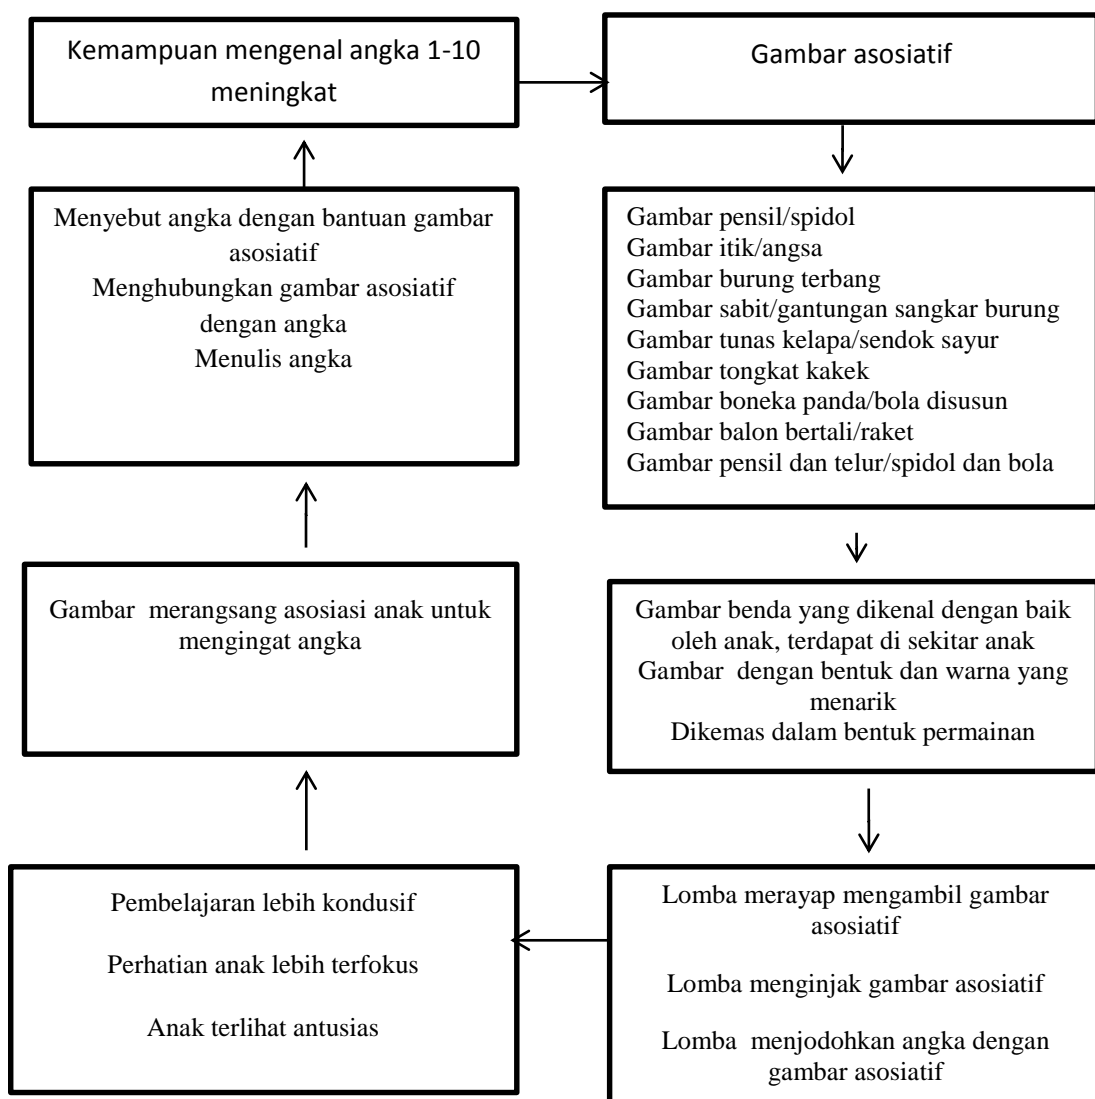 Kemampuan mengenal angka 1-10
meningkat
Gambar asosiatif
Gambar pensil/spidol
Gambar itik/angsa
Gambar burung terbang
Gambar sabit/gantungan sangkar burung
Gambar tunas kelapa/sendok sayur
Gambar tongkat kakek
Gambar boneka panda/bola disusun
Gambar balon bertali/raket
Gambar pensil dan telur/spidol dan bola
Gambar benda yang dikenal dengan baik
oleh anak, terdapat di sekitar anak
Gambar dengan bentuk dan warna yang
menarik
Dikemas dalam bentuk permainan
Lomba merayap mengambil gambar
asosiatif
Lomba menginjak gambar asosiatif
Lomba menjodohkan angka dengan
gambar asosiatif
Pembelajaran lebih kondusif
Perhatian anak lebih terfokus
Anak terlihat antusias
Gambar merangsang asosiasi anak untuk
mengingat angka
Menyebut angka dengan bantuan gambar
asosiatif
Menghubungkan gambar asosiatif
dengan angka
Menulis angka